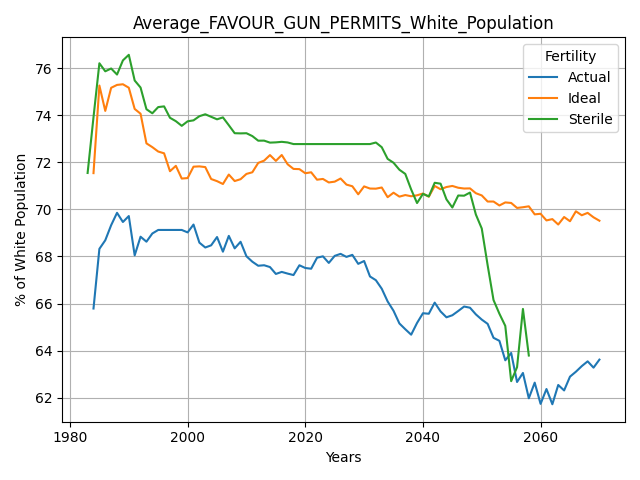 Average_FAVOUR_GUN_PERMITS_White_Population
Fertility
Actual
Ideal
Sterile
% of White Population
76
74
72
70
68
66
64
62
1980
2000
2020
2040
2060
Years